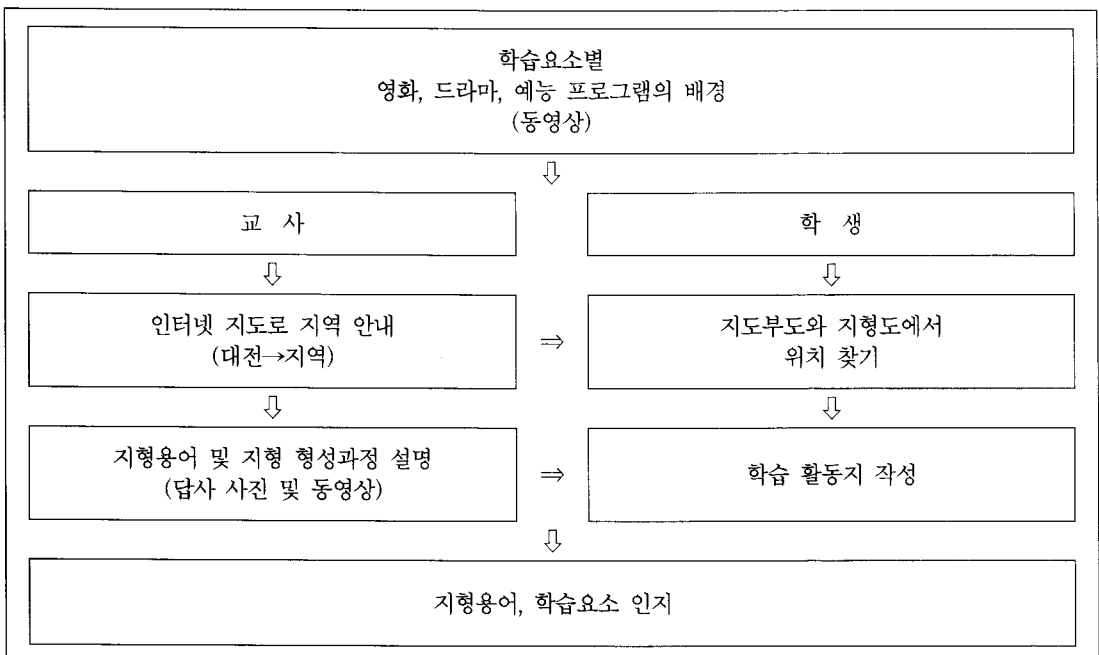 학습요소별
영화, 드라마, 예능 프로그램의 배경
(동영상)
⇩
교 사
학 생
⇩
⇩
인터넷 지도로 지역 안내
(대전→지역)
⇒
지도부도와 지형도에서
위치 찾기
⇩
⇩
지형용어 및 지형 형성과정 설명
(답사 사진 및 동영상)
⇒
학습 활동지 작성
⇩
지형용어, 학습요소 인지